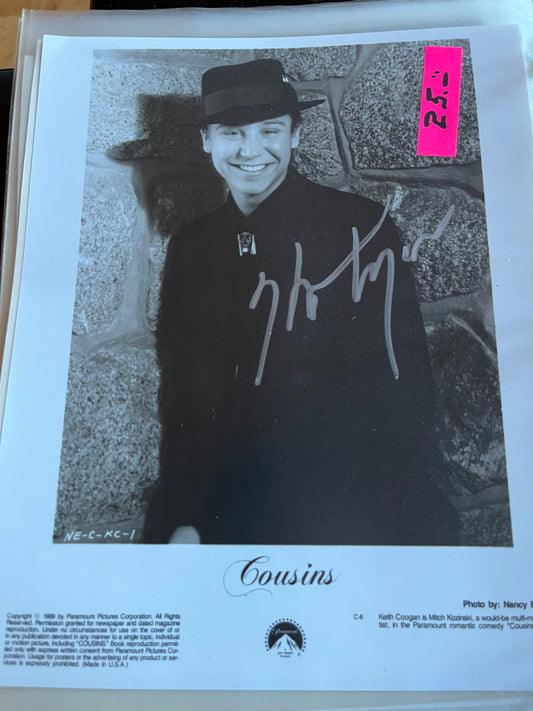 25.-
NE-C-KC-1
Cousins
Photo by: Nancy
Copyright © 1989 by Paramount Pictures Corporation. All Rights
Reserved. Permission granted for newspaper and dated magazine
reproduction. Under no circumstances for use on the cover of or
in any publication devoted in any manner to a single topic, individual
or motion picture, including "COUSINS." Book reproduction permit-
ted only with express written consent from Paramount Pictures Cor-
poration. Usage for posters or the advertising of any product or ser-
vices is expressly prohibited. (Made in U.S.A.)
Paramount
C-6
Keith Coogan is Mitch Kozinski, a would-be multi-m
tist, in the Paramount romantic comedy "Cousins